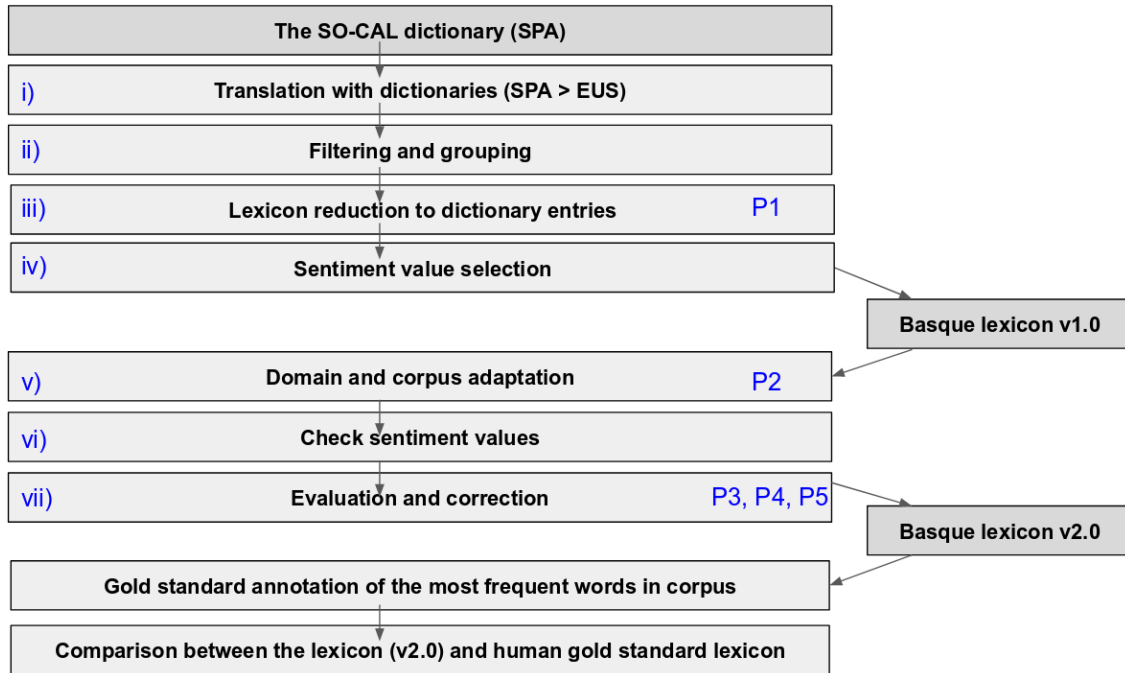 The SO-CAL dictionary (SPA)
i) Translation with dictionaries (SPA > EUS)
ii) Filtering and grouping
iii) Lexicon reduction to dictionary entries P1
iv) Sentiment value selection
Basque lexicon v1.0
v) Domain and corpus adaptation P2
vi) Check sentiment values
vii) Evaluation and correction P3, P4, P5
Basque lexicon v2.0
Gold standard annotation of the most frequent words in corpus
Comparison between the lexicon (v2.0) and human gold standard lexicon